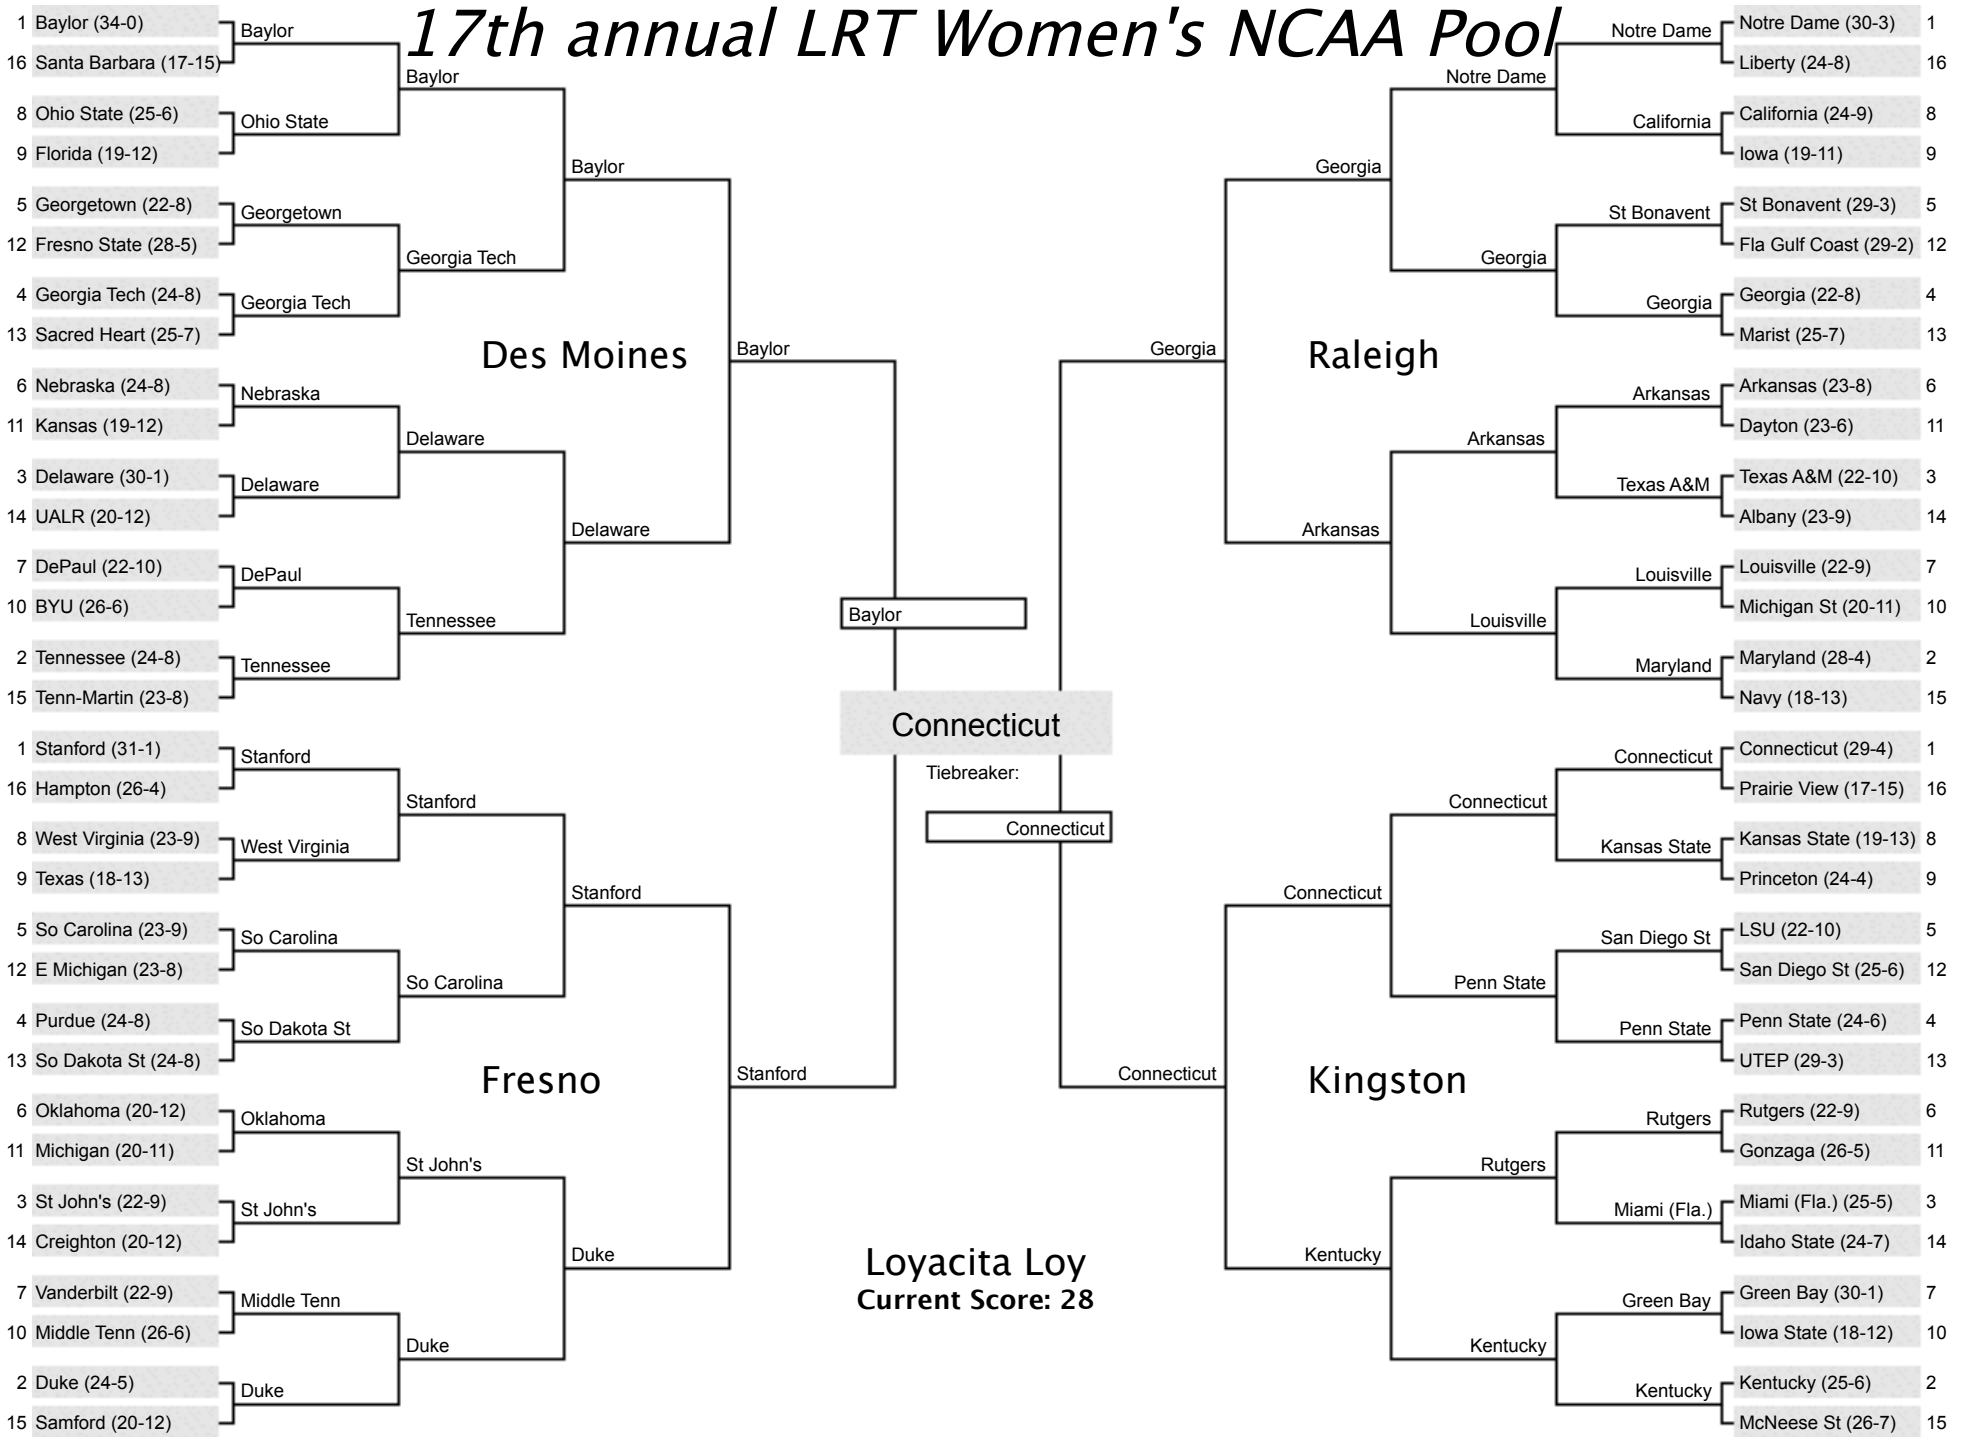 17th annual LRT Women's NCAA Pool
1 Baylor (34-0)
16 Santa Barbara (17-15)
8 Ohio State (25-6)
9 Florida (19-12)
5 Georgetown (22-8)
12 Fresno State (28-5)
4 Georgia Tech (24-8)
13 Sacred Heart (25-7)
6 Nebraska (24-8)
11 Kansas (19-12)
3 Delaware (30-1)
14 UALR (20-12)
7 DePaul (22-10)
10 BYU (26-6)
2 Tennessee (24-8)
15 Tenn-Martin (23-8)
Baylor
Ohio State
Georgetown
Georgia Tech
Nebraska
Delaware
DePaul
Tennessee
Baylor
Georgia Tech
Delaware
Tennessee
Baylor
Delaware
Des Moines
Baylor
1 Stanford (31-1)
16 Hampton (26-4)
8 West Virginia (23-9)
9 Texas (18-13)
5 So Carolina (23-9)
12 E Michigan (23-8)
4 Purdue (24-8)
13 So Dakota St (24-8)
6 Oklahoma (20-12)
11 Michigan (20-11)
3 St John's (22-9)
14 Creighton (20-12)
7 Vanderbilt (22-9)
10 Middle Tenn (26-6)
2 Duke (24-5)
15 Samford (20-12)
Stanford
West Virginia
So Carolina
So Dakota St
Oklahoma
St John's
Middle Tenn
Duke
Stanford
So Carolina
St John's
Duke
Stanford
Duke
Fresno
Stanford
Baylor
Connecticut
Tiebreaker:
Connecticut
Loyacita Loy
Current Score: 28
Notre Dame (30-3) 1
Liberty (24-8) 16
California (24-9) 8
Iowa (19-11) 9
St Bonavent (29-3) 5
Fla Gulf Coast (29-2) 12
Georgia (22-8) 4
Marist (25-7) 13
Arkansas (23-8) 6
Dayton (23-6) 11
Texas A&M (22-10) 3
Albany (23-9) 14
Louisville (22-9) 7
Michigan St (20-11) 10
Maryland (28-4) 2
Navy (18-13) 15
Notre Dame
California
St Bonavent
Georgia
Arkansas
Texas A&M
Louisville
Maryland
Notre Dame
Georgia
Arkansas
Louisville
Georgia
Arkansas
Raleigh
Georgia
Connecticut (29-4) 1
Prairie View (17-15) 16
Kansas State (19-13) 8
Princeton (24-4) 9
LSU (22-10) 5
San Diego St (25-6) 12
Penn State (24-6) 4
UTEP (29-3) 13
Rutgers (22-9) 6
Gonzaga (26-5) 11
Miami (Fla.) (25-5) 3
Idaho State (24-7) 14
Green Bay (30-1) 7
Iowa State (18-12) 10
Kentucky (25-6) 2
McNeese St (26-7) 15
Connecticut
Kansas State
San Diego St
Penn State
Rutgers
Miami (Fla.)
Green Bay
Kentucky
Connecticut
Penn State
Rutgers
Kentucky
Connecticut
Kentucky
Kingston
Connecticut